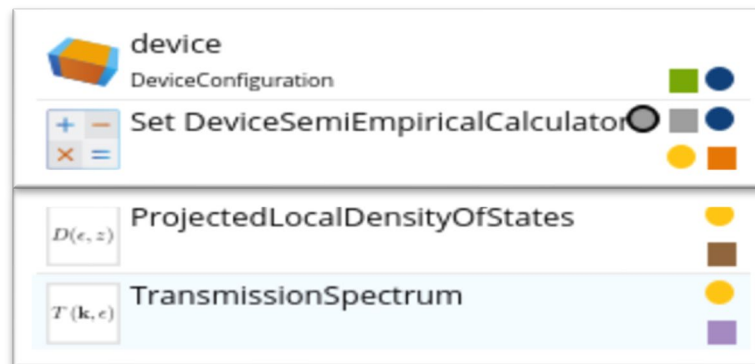 device
DeviceConfiguration
Set DeviceSemiEmpiricalCalculator
+ −
× =
ProjectedLocalDensityOfStates
D(ϵ, z)
TransmissionSpectrum
T (k, ϵ)